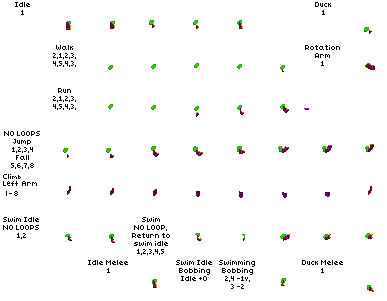 Idle
1
Duck
1
Walk
2,1,2,3,
4,5,4,3,
Rotation
Arm
1
Run
2,1,2,3,
4,5,4,3,
NO LOOPS
Jump
1,2,3,4
Fall
5,6,7,8
Climb
Left Arm
1-8
Swim Idle
NO LOOPS
1,2
Swim
NO LOOP,
Return to
swim idle
1,2,3,4,5
Idle Melee
1
Swim Idle
Bobbing
Idle +0
Swimming
Bobbing
2,4 -1y,
3 -2
Duck Melee
1